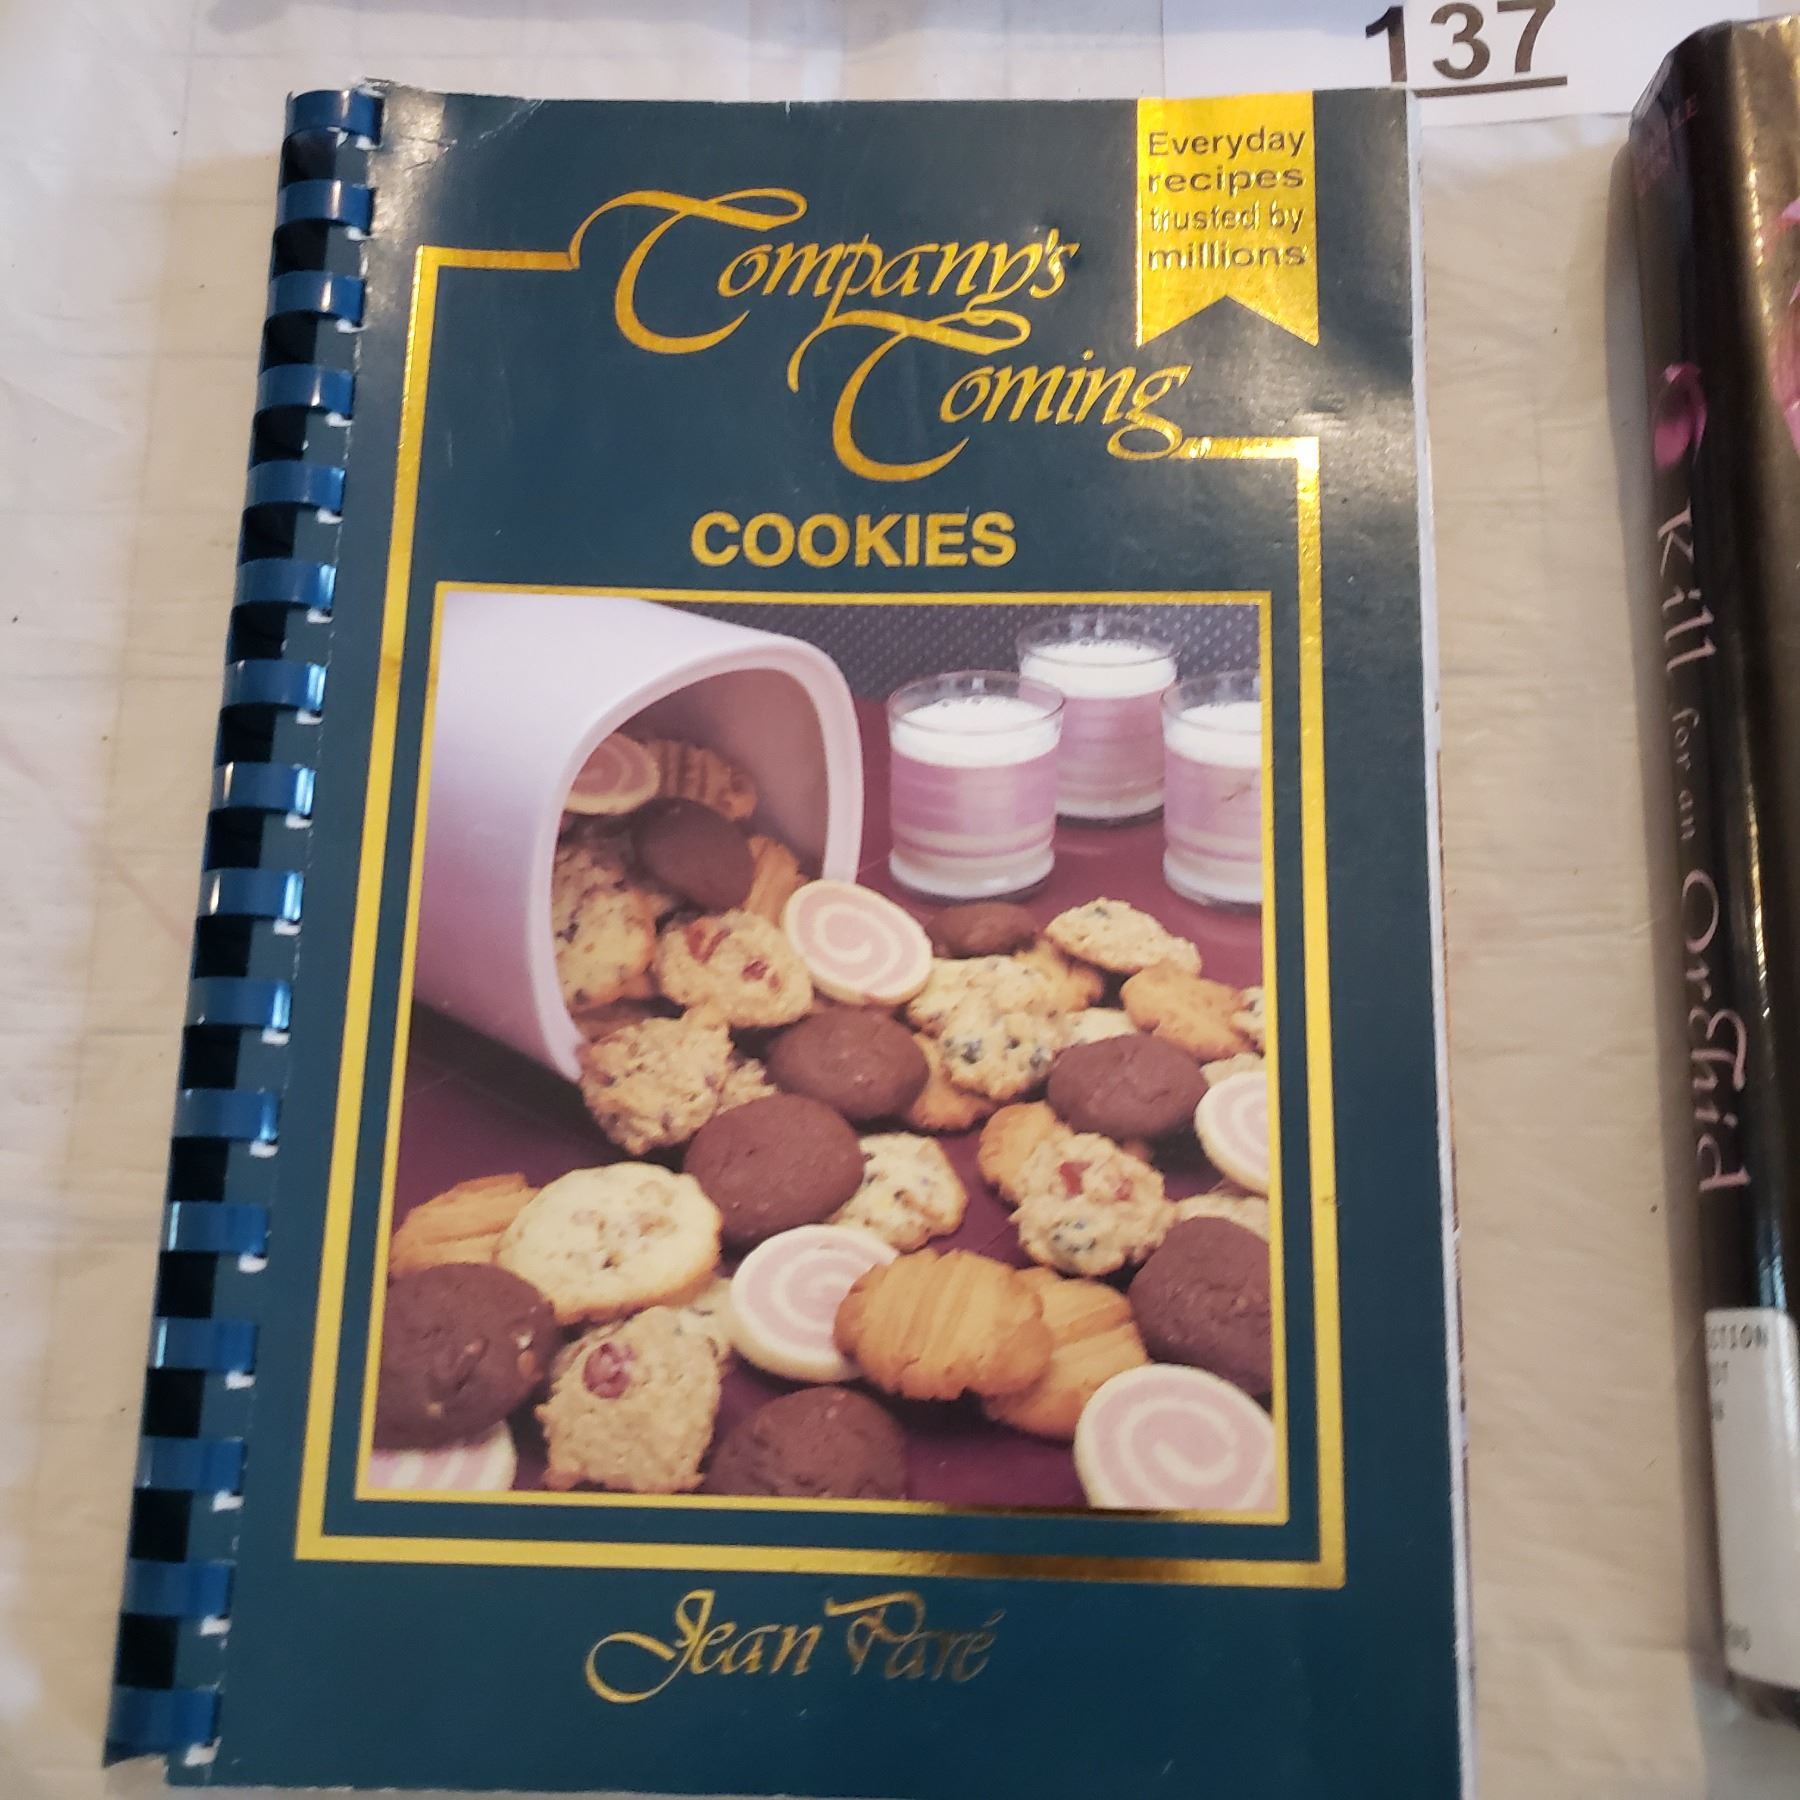 137
Everyday
recipes
trusted by
millions
Company's
Coming
COOKIES
Jean Paré
Kill for an Orchid